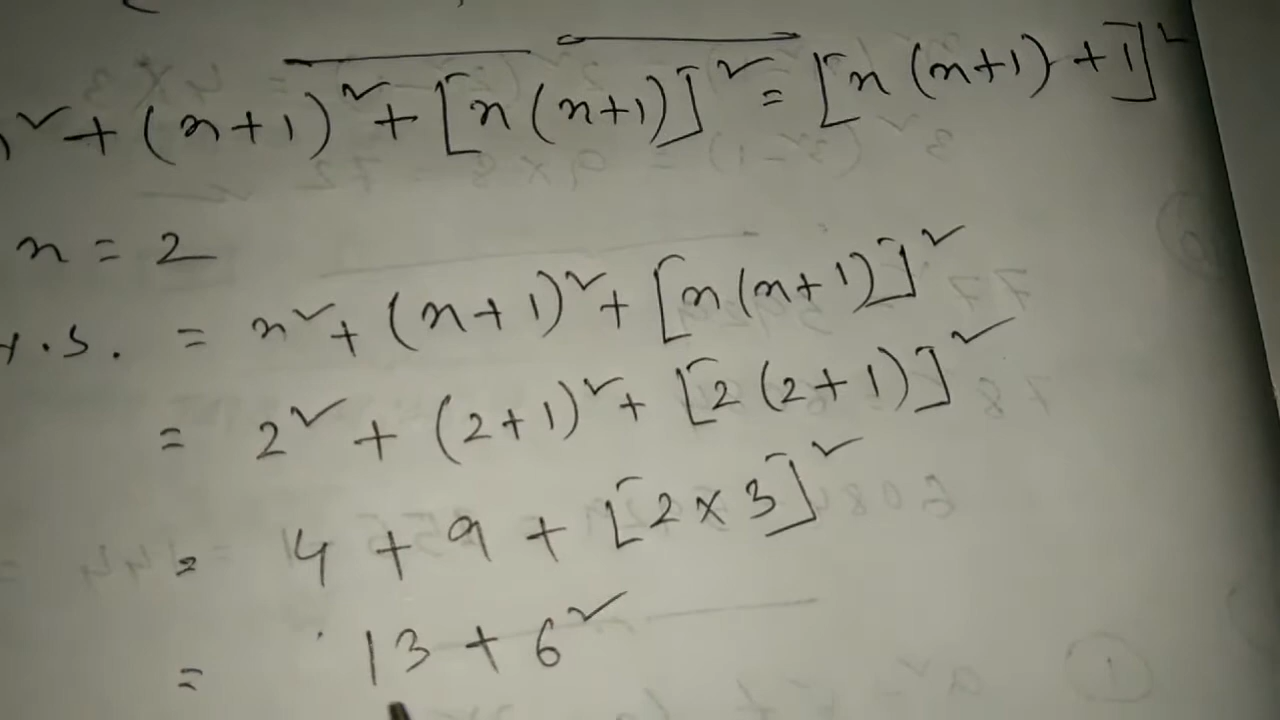 ² + (n+1)² + [n(n+1)]² = [n(n+1)+1]²
n = 2
.S. = n² + (n+1)² + [n(n+1)]²
= 2² + (2+1)² + [2(2+1)]²
= 4 + 9 + [2×3]²
= 13 + 6²